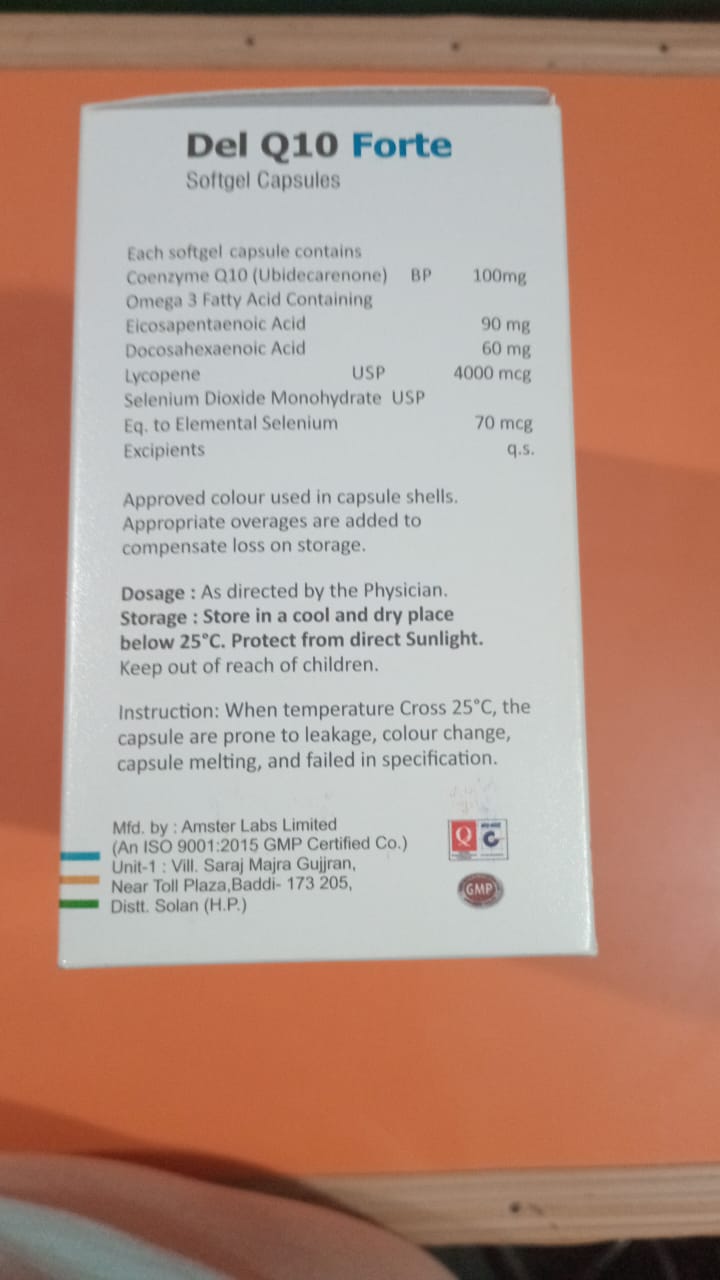 Del Q10 Forte
Softgel Capsules
Each softgel capsule contains
Coenzyme Q10 (Ubidecarenone) BP 100mg
Omega 3 Fatty Acid Containing
Eicosapentaenoic Acid 90 mg
Docosahexaenoic Acid 60 mg
Lycopene USP 4000 mcg
Selenium Dioxide Monohydrate USP
Eq. to Elemental Selenium 70 mcg
Excipients q.s.
Approved colour used in capsule shells.
Appropriate overages are added to
compensate loss on storage.
Dosage : As directed by the Physician.
Storage : Store in a cool and dry place
below 25°C. Protect from direct Sunlight.
Keep out of reach of children.
Instruction: When temperature Cross 25°C, the
capsule are prone to leakage, colour change,
capsule melting, and failed in specification.
Mfd. by : Amster Labs Limited
(An ISO 9001:2015 GMP Certified Co.)
Unit-1 : Vill. Saraj Majra Gujjran,
Near Toll Plaza,Baddi- 173 205,
Distt. Solan (H.P.)
Q
GMP